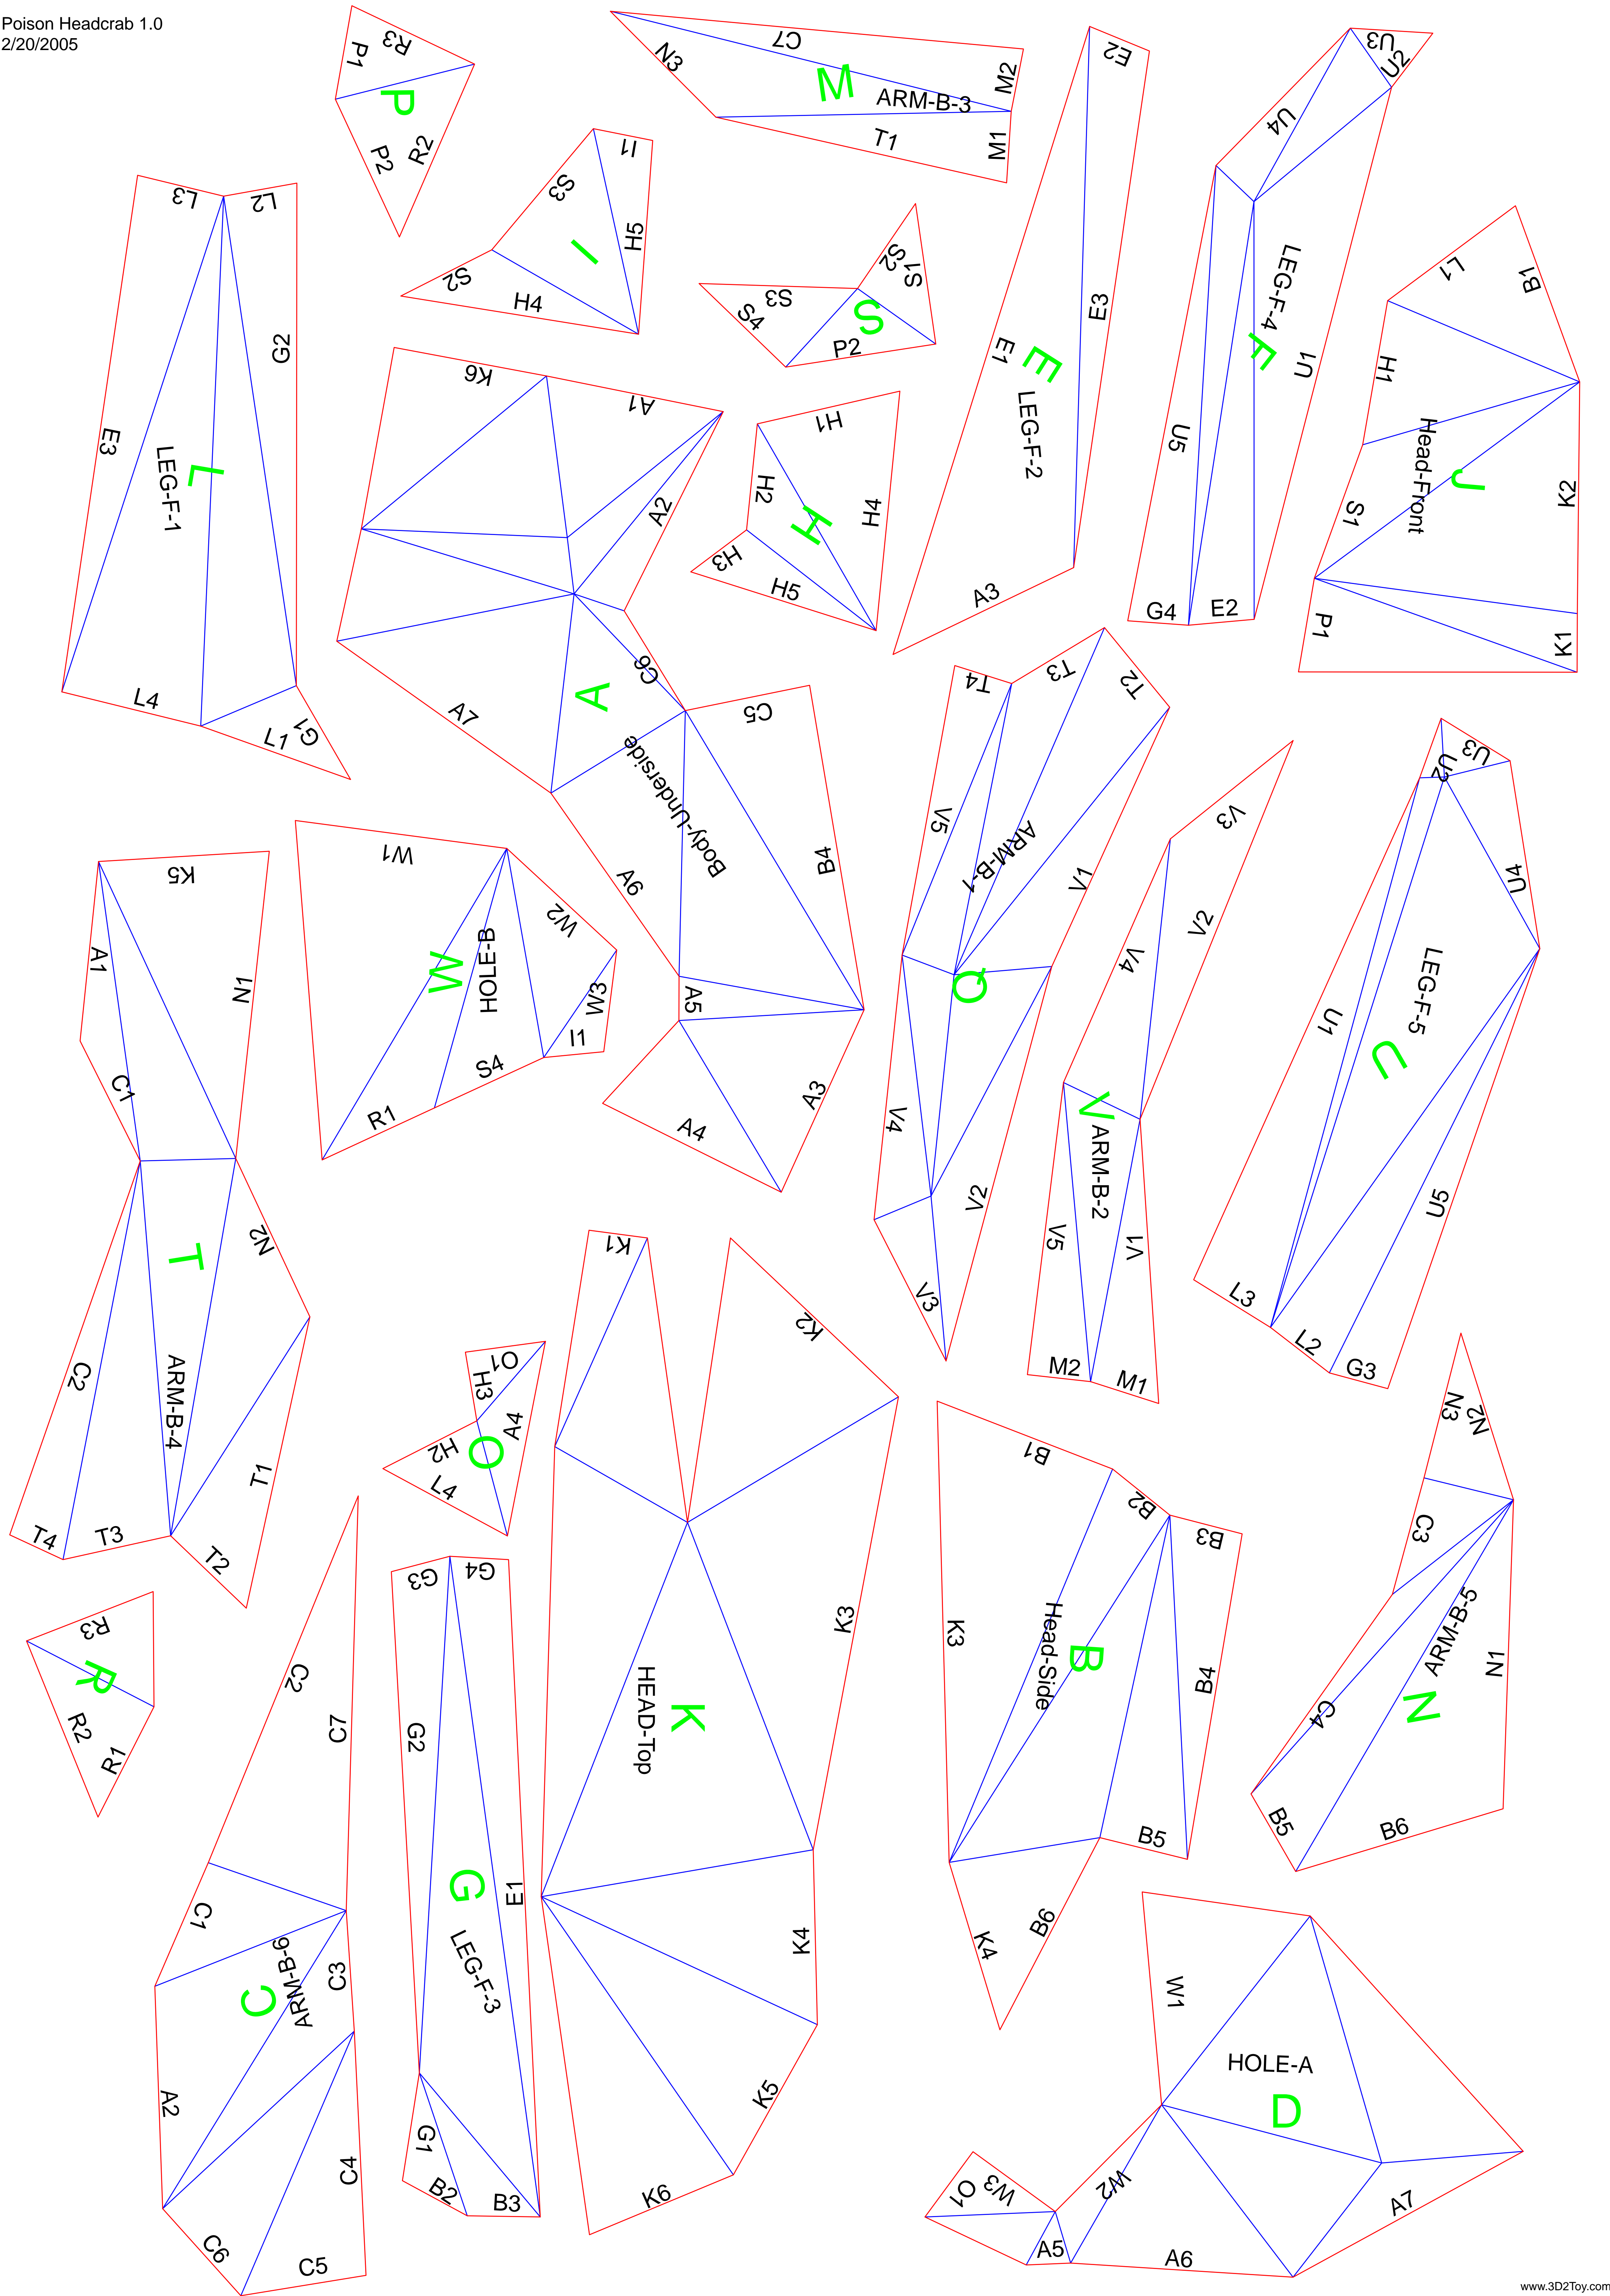 Poison Headcrab 1.0
2/20/2005
P1
R3
P
P2
R2
C7
N3
M
M2
ARM-B-3
T1
M1
E2
E1
E
E3
LEG-F-2
A3
U3
U2
U4
LEG-F-4
F
U1
U5
G4
E2
L3
L2
G2
E3
L
LEG-F-1
L4
L1
G1
I1
S3
I
H5
S2
H4
S2
S1
S3
S4
S
P2
L1
B1
H1
Head-Front
J
K2
S1
P1
K1
K6
A1
A2
C6
A
A7
C5
Body-Underside
B4
A6
A5
A4
A3
H1
H2
H4
H
H3
H5
T4
T3
T2
V5
ARM-B-1
V1
Q
V4
V2
V3
V3
V4
V2
V
ARM-B-2
V5
V1
M2
M1
U3
U2
U4
LEG-F-5
U1
U
U5
L3
L2
G3
K5
A1
N1
C1
T
N2
C2
ARM-B-4
T1
T4
T3
T2
W1
W2
W
HOLE-B
W3
I1
S4
R1
O1
H3
A4
H2
O
L4
K1
K2
K3
HEAD-Top
K
K4
K5
K6
B1
B2
B3
K3
Head-Side
B
B4
B5
K4
B6
N3
N2
C3
ARM-B-5
N1
C4
N
B5
B6
R3
R
R2
R1
C2
C7
C1
ARM-B-6
C3
C
A2
C4
C6
C5
G3
G4
G2
G
E1
LEG-F-3
G1
B2
B3
W1
HOLE-A
D
W2
W3
O1
A5
A6
A7
www.3D2Toy.com